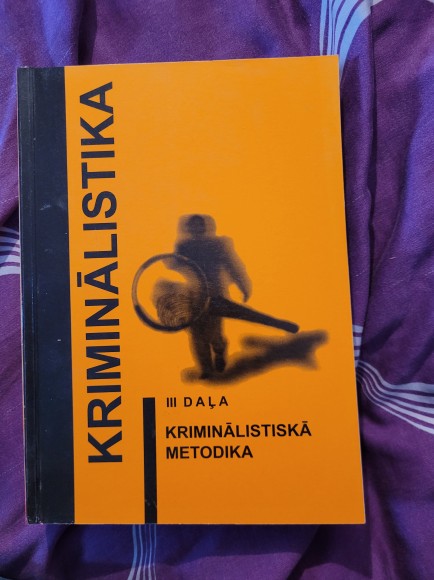 KRIMINĀLISTIKA
III DAĻA
KRIMINĀLISTISKĀ
METODIKA